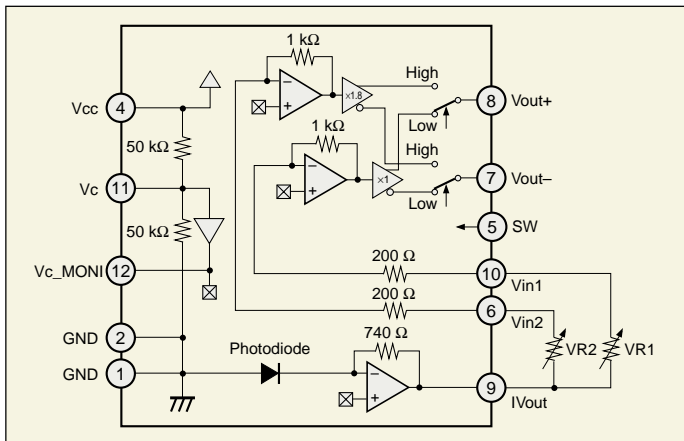 1 kΩ
High
×1.8
Vcc
4
8
Vout+
Low
50 kΩ
1 kΩ
High
Vc
11
×1
7
Vout–
Low
50 kΩ
5
SW
200 Ω
10
Vin1
Vc_MONI
12
200 Ω
6
Vin2
GND
2
740 Ω
Photodiode
VR2
VR1
GND
1
9
IVout